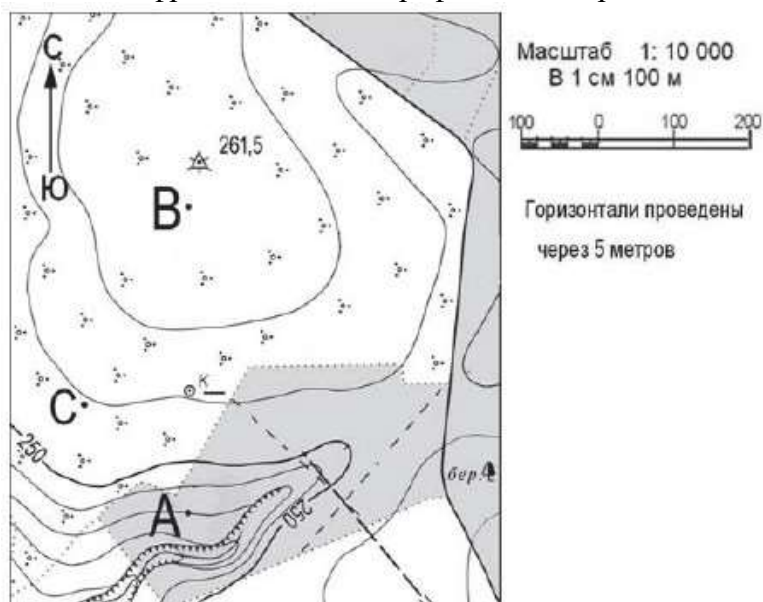 С
Ю
261,5
В
С
К
250
А
250
бер.
Масштаб 1: 10 000
В 1 см 100 м
100 0 100 200
Горизонтали проведены
через 5 метров